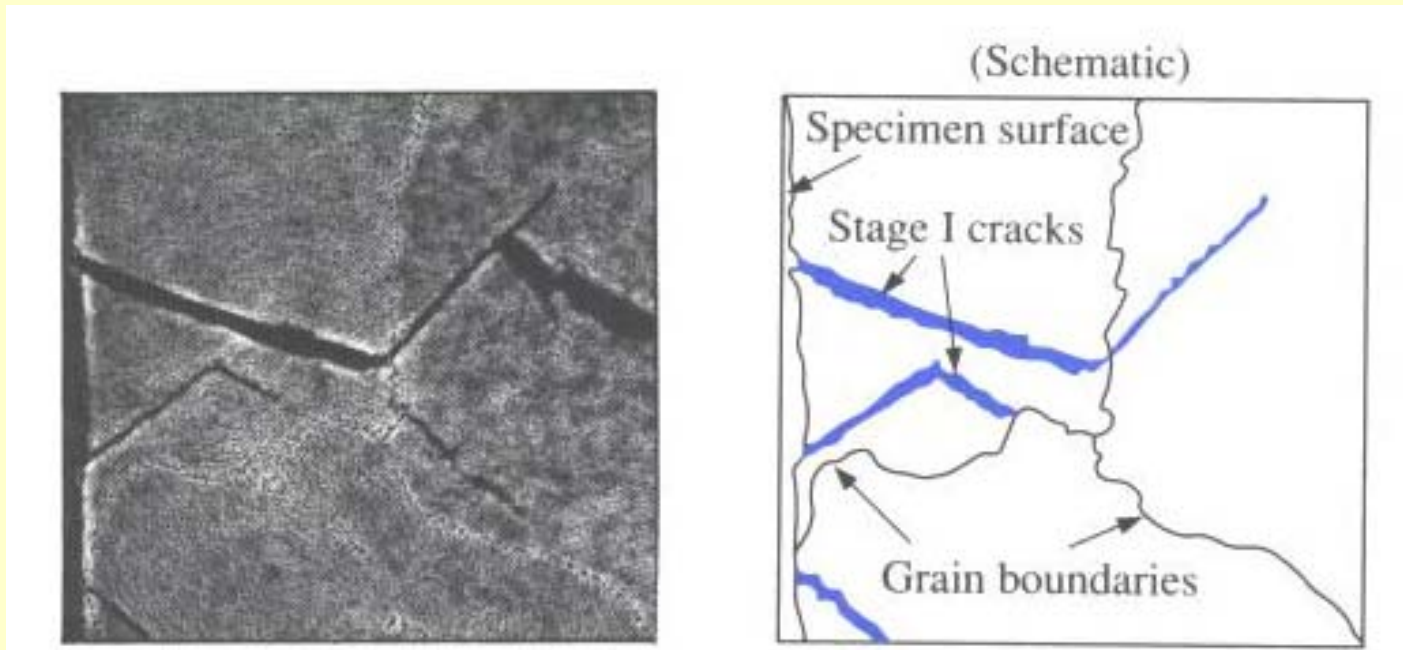 (Schematic)
Specimen surface
Stage I cracks
Grain boundaries